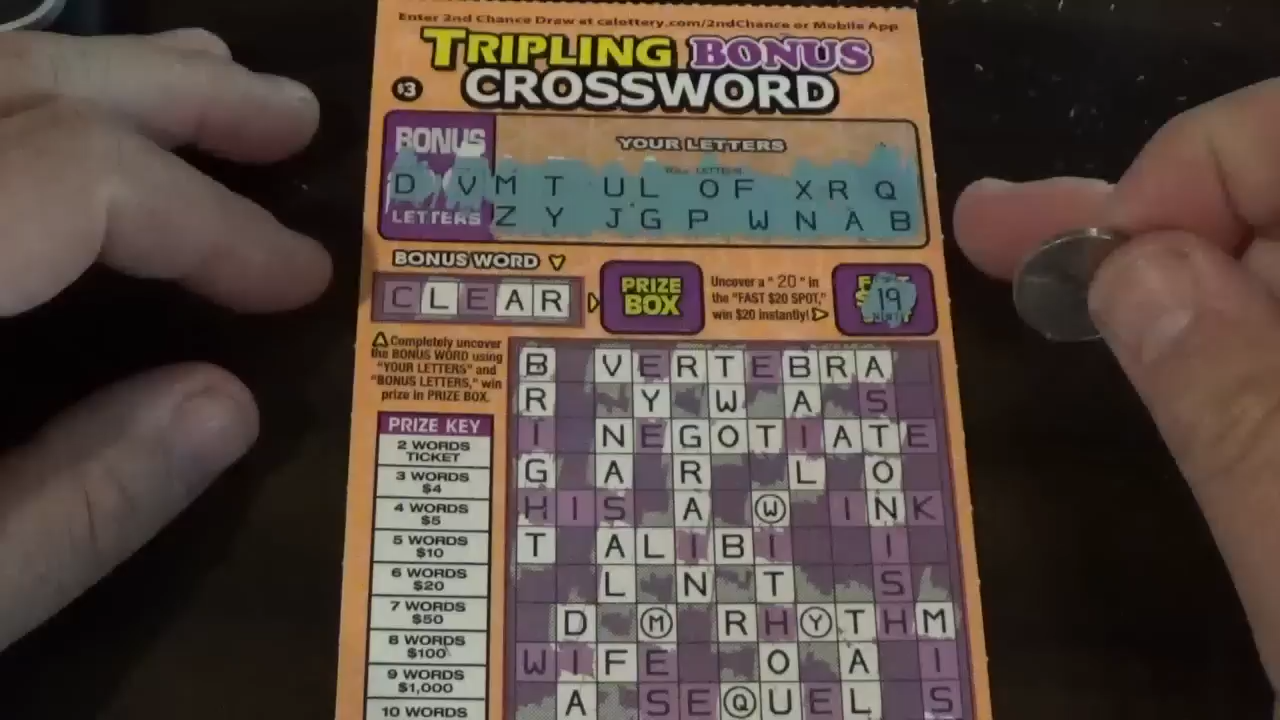 Enter 2nd Chance Draw at calottery.com/2ndChance or Mobile App
TRIPLING BONUS
CROSSWORD
$3
BONUS
LETTERS
YOUR LETTERS
D V M T U L O F X R Q
Z Y J G P W N A B
BONUS WORD
CLEAR
PRIZE
BOX
Uncover a "20" in
the "FAST $20 SPOT,"
win $20 instantly!
19
Completely uncover
the BONUS WORD using
"YOUR LETTERS" and
"BONUS LETTERS," win
prize in PRIZE BOX.
PRIZE KEY
2 WORDS
TICKET
3 WORDS
$4
4 WORDS
$5
5 WORDS
$10
6 WORDS
$20
7 WORDS
$50
8 WORDS
$100
9 WORDS
$1,000
10 WORDS
B VERTEBRA
R Y W A S
I NEGOTIATE
G A R L O
HIS A W INK
T ALIBI I
L N T S
D M RHYTHM
WIFE O A I
A SEQUEL S